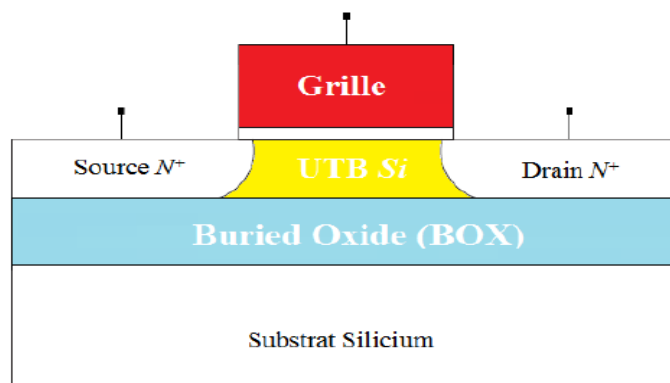 Grille
Source N+
UTB Si
Drain N+
Buried Oxide (BOX)
Substrat Silicium